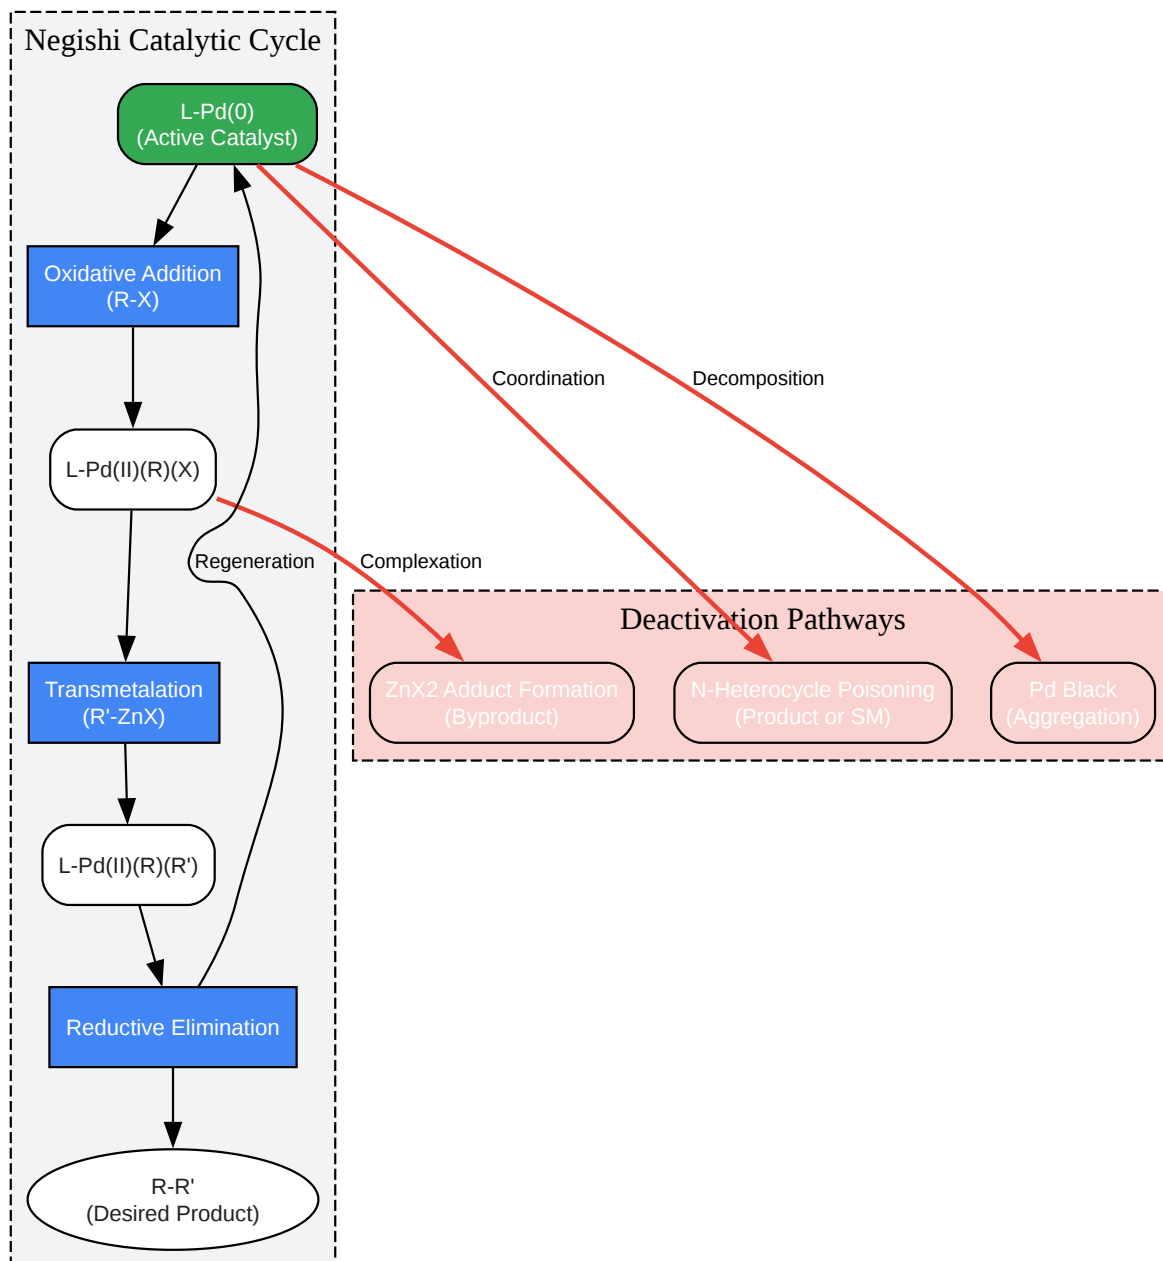 Negishi Catalytic Cycle
L-Pd(0)
(Active Catalyst)
Oxidative Addition
(R-X)
Coordination
Decomposition
L-Pd(II)(R)(X)
Regeneration
Complexation
Deactivation Pathways
Transmetalation
(R'-ZnX)
ZnX2 Adduct Formation
(Byproduct)
N-Heterocycle Poisoning
(Product or SM)
Pd Black
(Aggregation)
L-Pd(II)(R)(R')
Reductive Elimination
R-R'
(Desired Product)